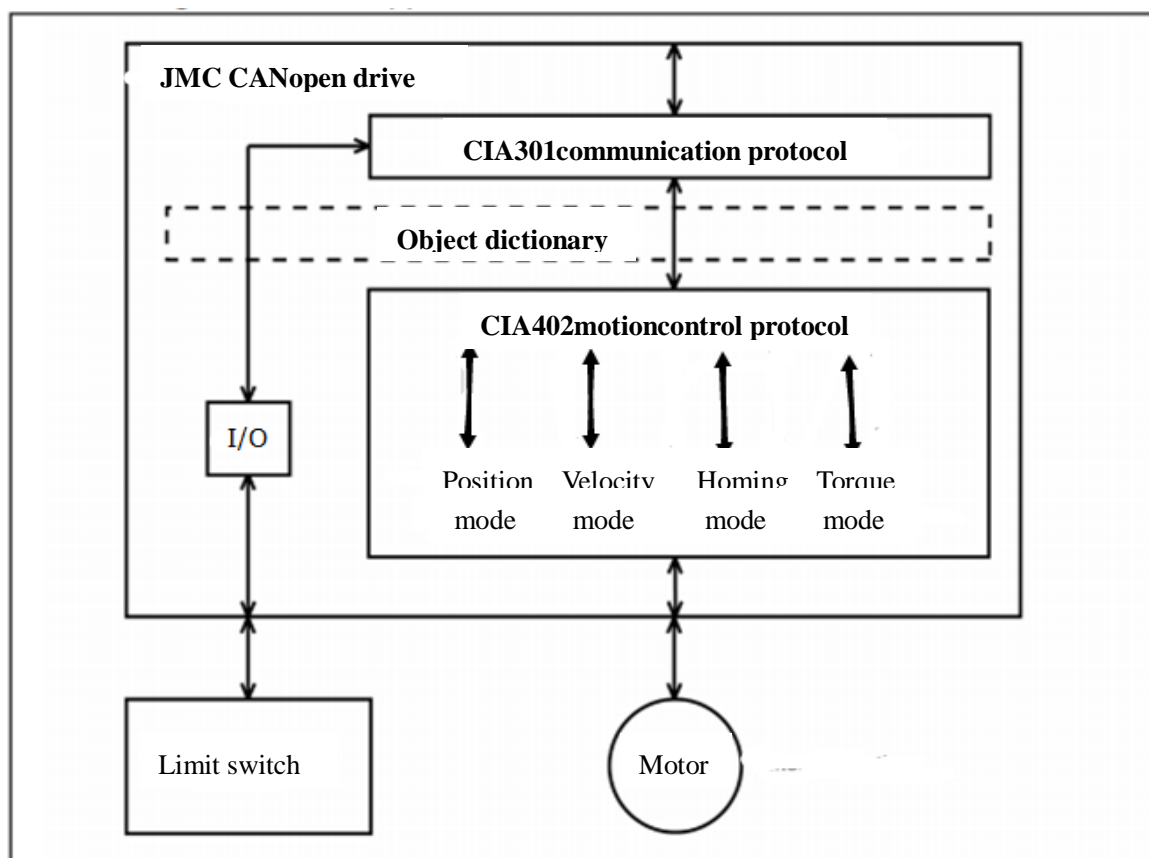 JMC CANopen drive
CIA301communication protocol
Object dictionary
CIA402motioncontrol protocol
I/O
Position Velocity Homing Torque
mode mode mode mode
Limit switch
Motor